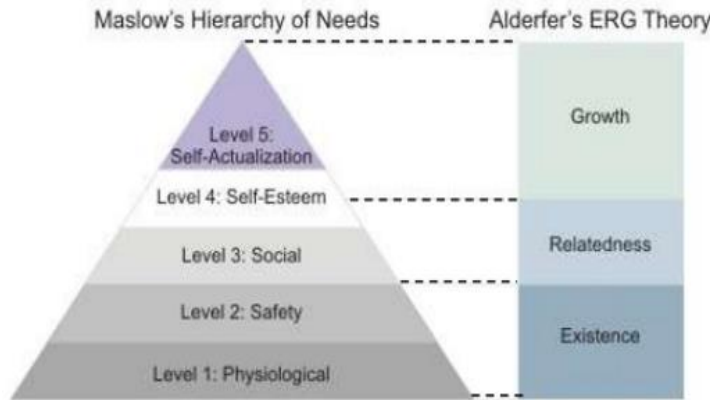 Maslow's Hierarchy of Needs
Alderfer's ERG Theory
Level 5:
Self-Actualization
Level 4: Self-Esteem
Level 3: Social
Level 2: Safety
Level 1: Physiological
Growth
Relatedness
Existence